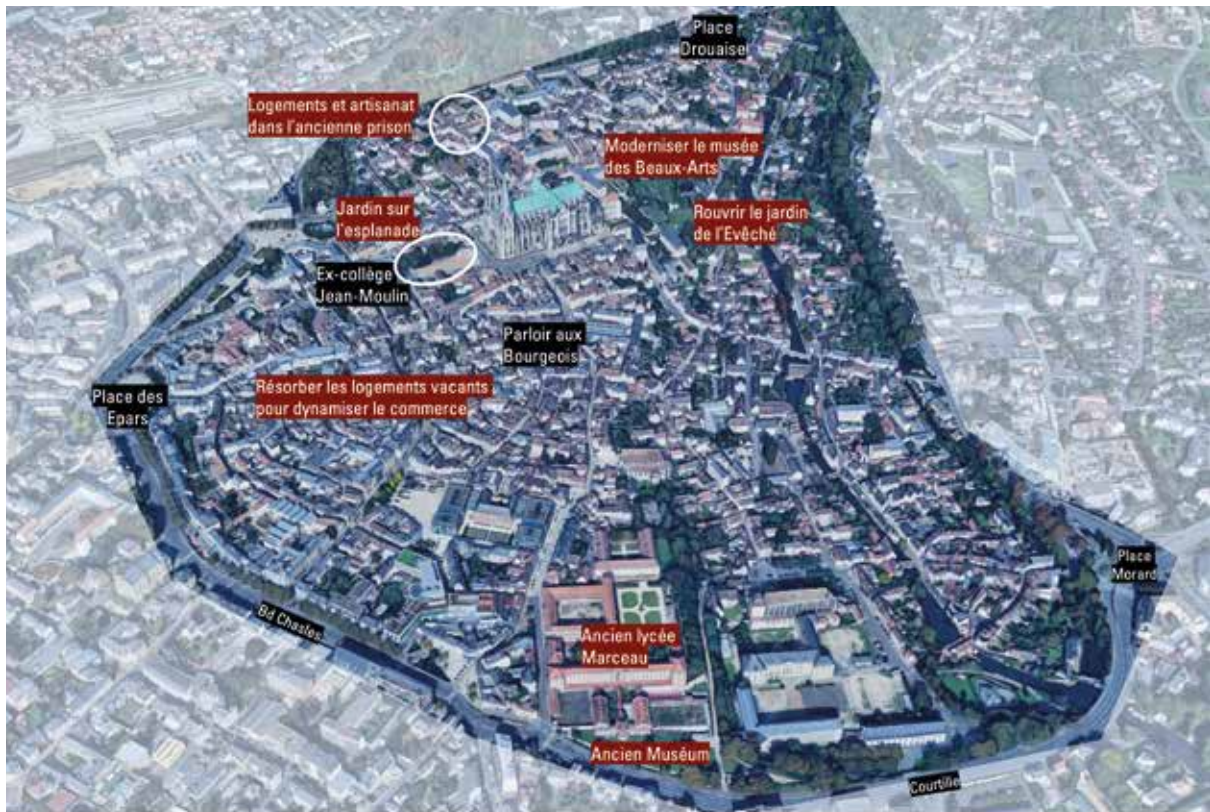 Place
Drouaise
Logements et artisanat
dans l'ancienne prison
Moderniser le musée
des Beaux-Arts
Jardin sur
l'esplanade
Rouvrir le jardin
de l'Evêché
Ex-collège
Jean-Moulin
Parloir aux
Bourgeois
Résorber les logements vacants
pour dynamiser le commerce
Place des
Epars
Place
Morard
Bd Chasles
Ancien lycée
Marceau
Ancien Muséum
Courtille